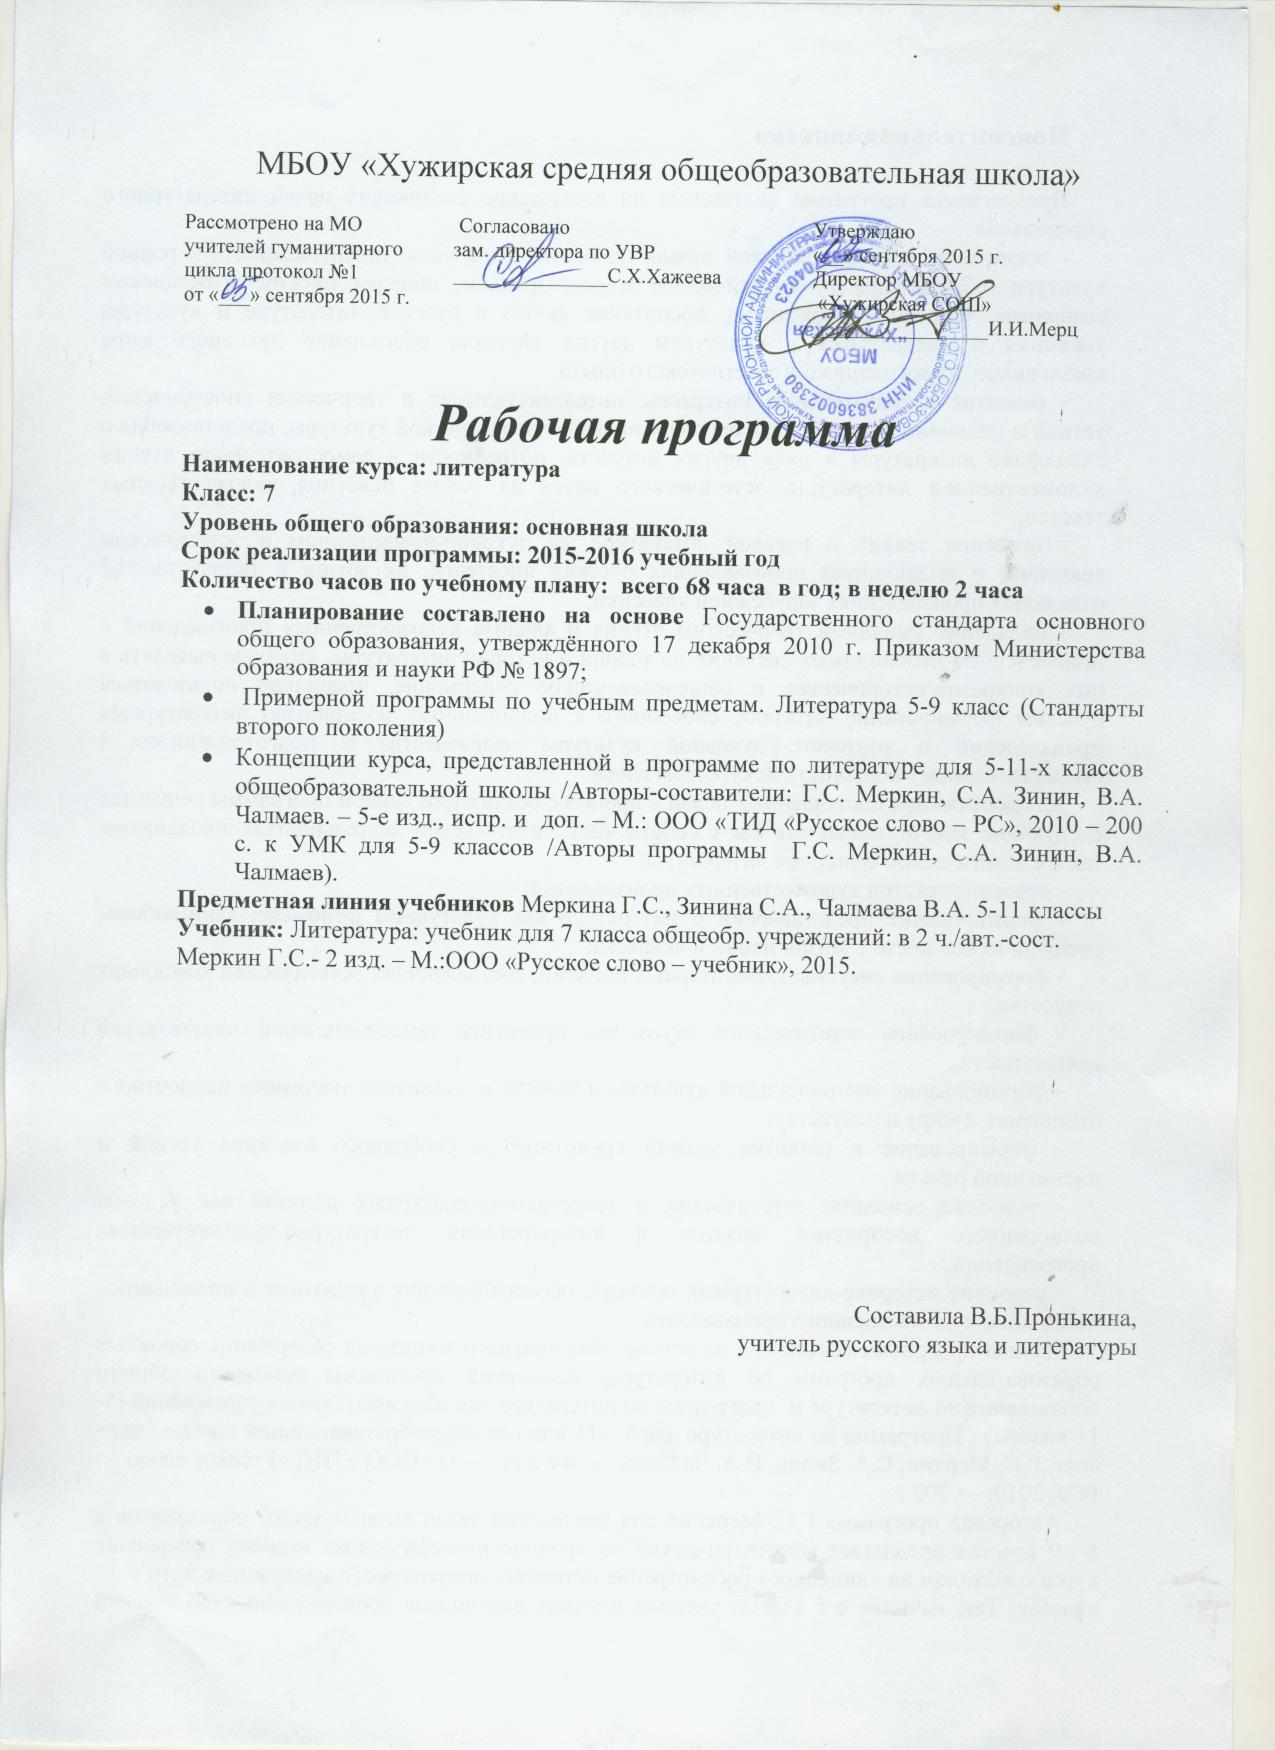 МБОУ «Хужирская средняя общеобразовательная школа»
Рассмотрено на МО
учителей гуманитарного
цикла протокол №1
от «05» сентября 2015 г.
Согласовано
зам. директора по УВР
С.Х.Хажеева
Утверждаю
«05» сентября 2015 г.
Директор МБОУ
«Хужирская СОШ»
И.И.Мерц
МБОУ
«Хужирская
СОШ»
ИНН 3836002380
Рабочая программа
Наименование курса: литература
Класс: 7
Уровень общего образования: основная школа
Срок реализации программы: 2015-2016 учебный год
Количество часов по учебному плану: всего 68 часа в год; в неделю 2 часа
• Планирование составлено на основе Государственного стандарта основного
общего образования, утверждённого 17 декабря 2010 г. Приказом Министерства
образования и науки РФ № 1897;
• Примерной программы по учебным предметам. Литература 5-9 класс (Стандарты
второго поколения)
• Концепции курса, представленной в программе по литературе для 5-11-х классов
общеобразовательной школы /Авторы-составители: Г.С. Меркин, С.А. Зинин, В.А.
Чалмаев. – 5-е изд., испр. и доп. – М.: ООО «ТИД «Русское слово – РС», 2010 – 200
с. к УМК для 5-9 классов /Авторы программы Г.С. Меркин, С.А. Зинин, В.А.
Чалмаев).
Предметная линия учебников Меркина Г.С., Зинина С.А., Чалмаева В.А. 5-11 классы
Учебник: Литература: учебник для 7 класса общеобр. учреждений: в 2 ч./авт.-сост.
Меркин Г.С.- 2 изд. – М.:ООО «Русское слово – учебник», 2015.
Составила В.Б.Пронькина,
учитель русского языка и литературы